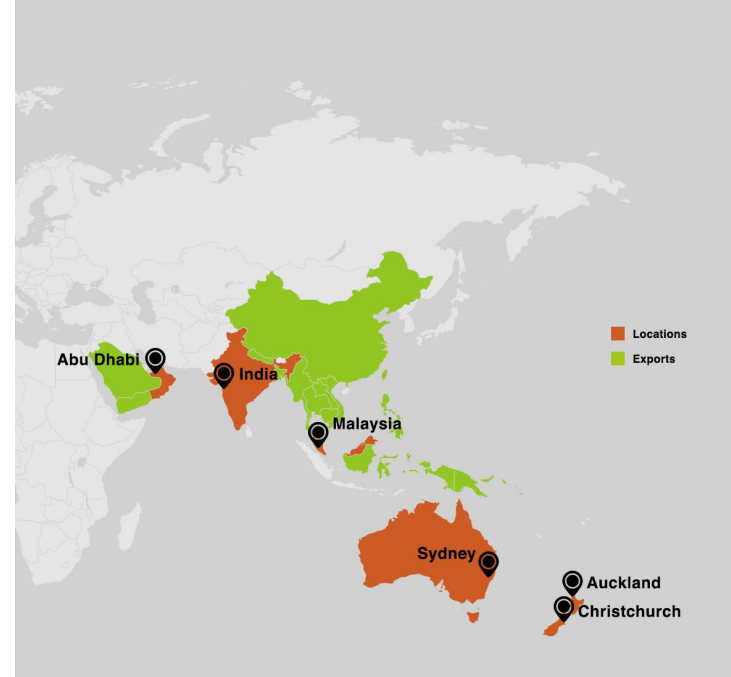 Locations
Exports
Abu Dhabi
India
Malaysia
Sydney
Auckland
Christchurch